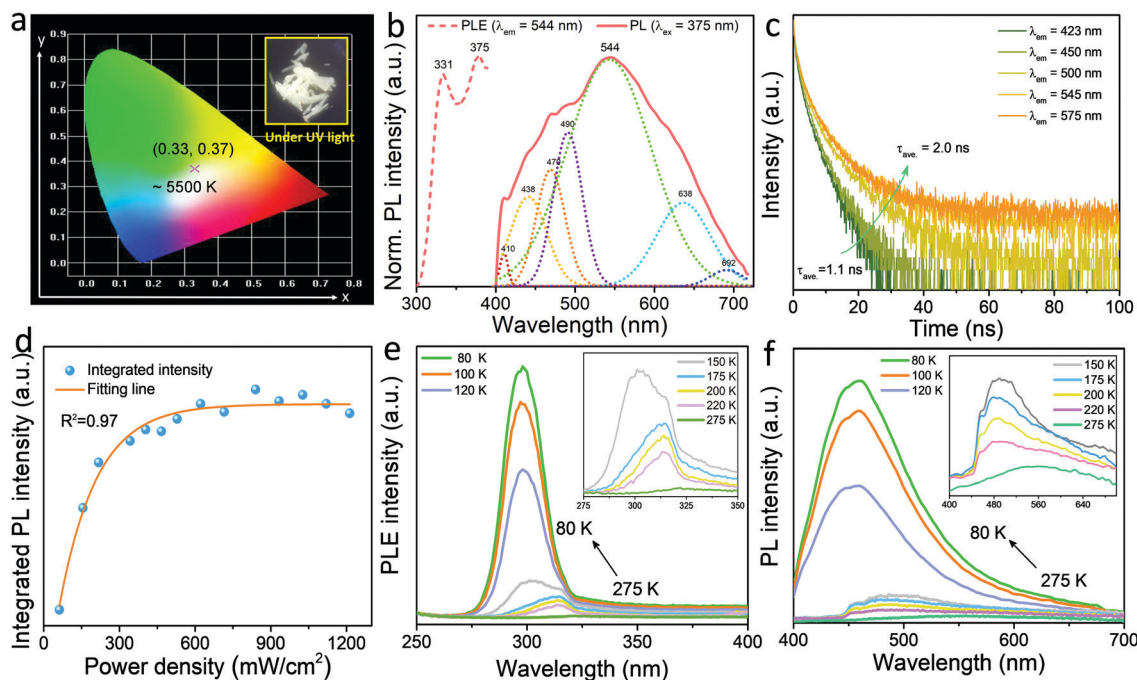 a
y
0.9
0.8
0.7
0.6
0.5
0.4
0.3
0.2
0.1
0.0
0.0 0.1 0.2 0.3 0.4 0.5 0.6 0.7 0.8
x
(0.33, 0.37)
~ 5500 K
Under UV light
b
PLE (λem = 544 nm)
PL (λex = 375 nm)
331
375
544
410
438
470
490
638
692
Norm. PL intensity (a.u.)
300 400 500 600 700
Wavelength (nm)
c
λem = 423 nm
λem = 450 nm
λem = 500 nm
λem = 545 nm
λem = 575 nm
τave. = 2.0 ns
τave.=1.1 ns
Intensity (a.u.)
0 20 40 60 80 100
Time (ns)
d
Integrated intensity
Fitting line
R²=0.97
Integrated PL intensity (a.u.)
0 300 600 900 1200
Power density (mW/cm²)
e
80 K
100 K
120 K
150 K
175 K
200 K
220 K
275 K
275 300 325 350
80 K
275 K
PLE intensity (a.u.)
250 300 350 400
Wavelength (nm)
f
80 K
100 K
120 K
150 K
175 K
200 K
220 K
275 K
400 480 560 640
80 K
275 K
PL intensity (a.u.)
400 500 600 700
Wavelength (nm)